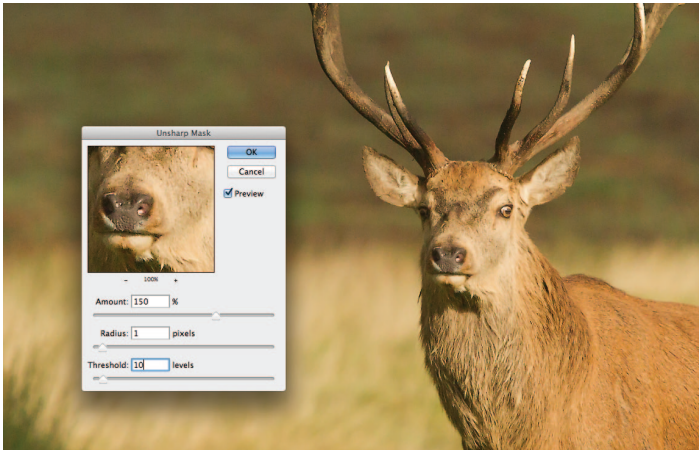 Unsharp Mask
OK
Cancel
Preview
- 100% +
Amount: 150 %
Radius: 1 pixels
Threshold: 10 levels